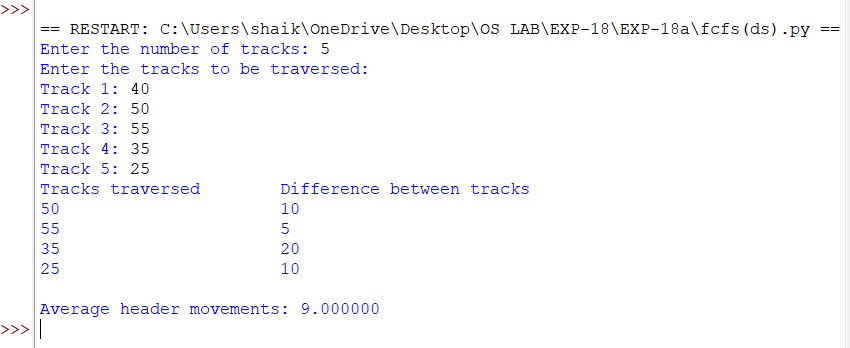 >>>
== RESTART: C:\Users\shaik\OneDrive\Desktop\OS LAB\EXP-18\EXP-18a\fcfs(ds).py ==
Enter the number of tracks: 5
Enter the tracks to be traversed:
Track 1: 40
Track 2: 50
Track 3: 55
Track 4: 35
Track 5: 25
Tracks traversed        Difference between tracks
50                      10
55                      5
35                      20
25                      10
Average header movements: 9.000000
>>>